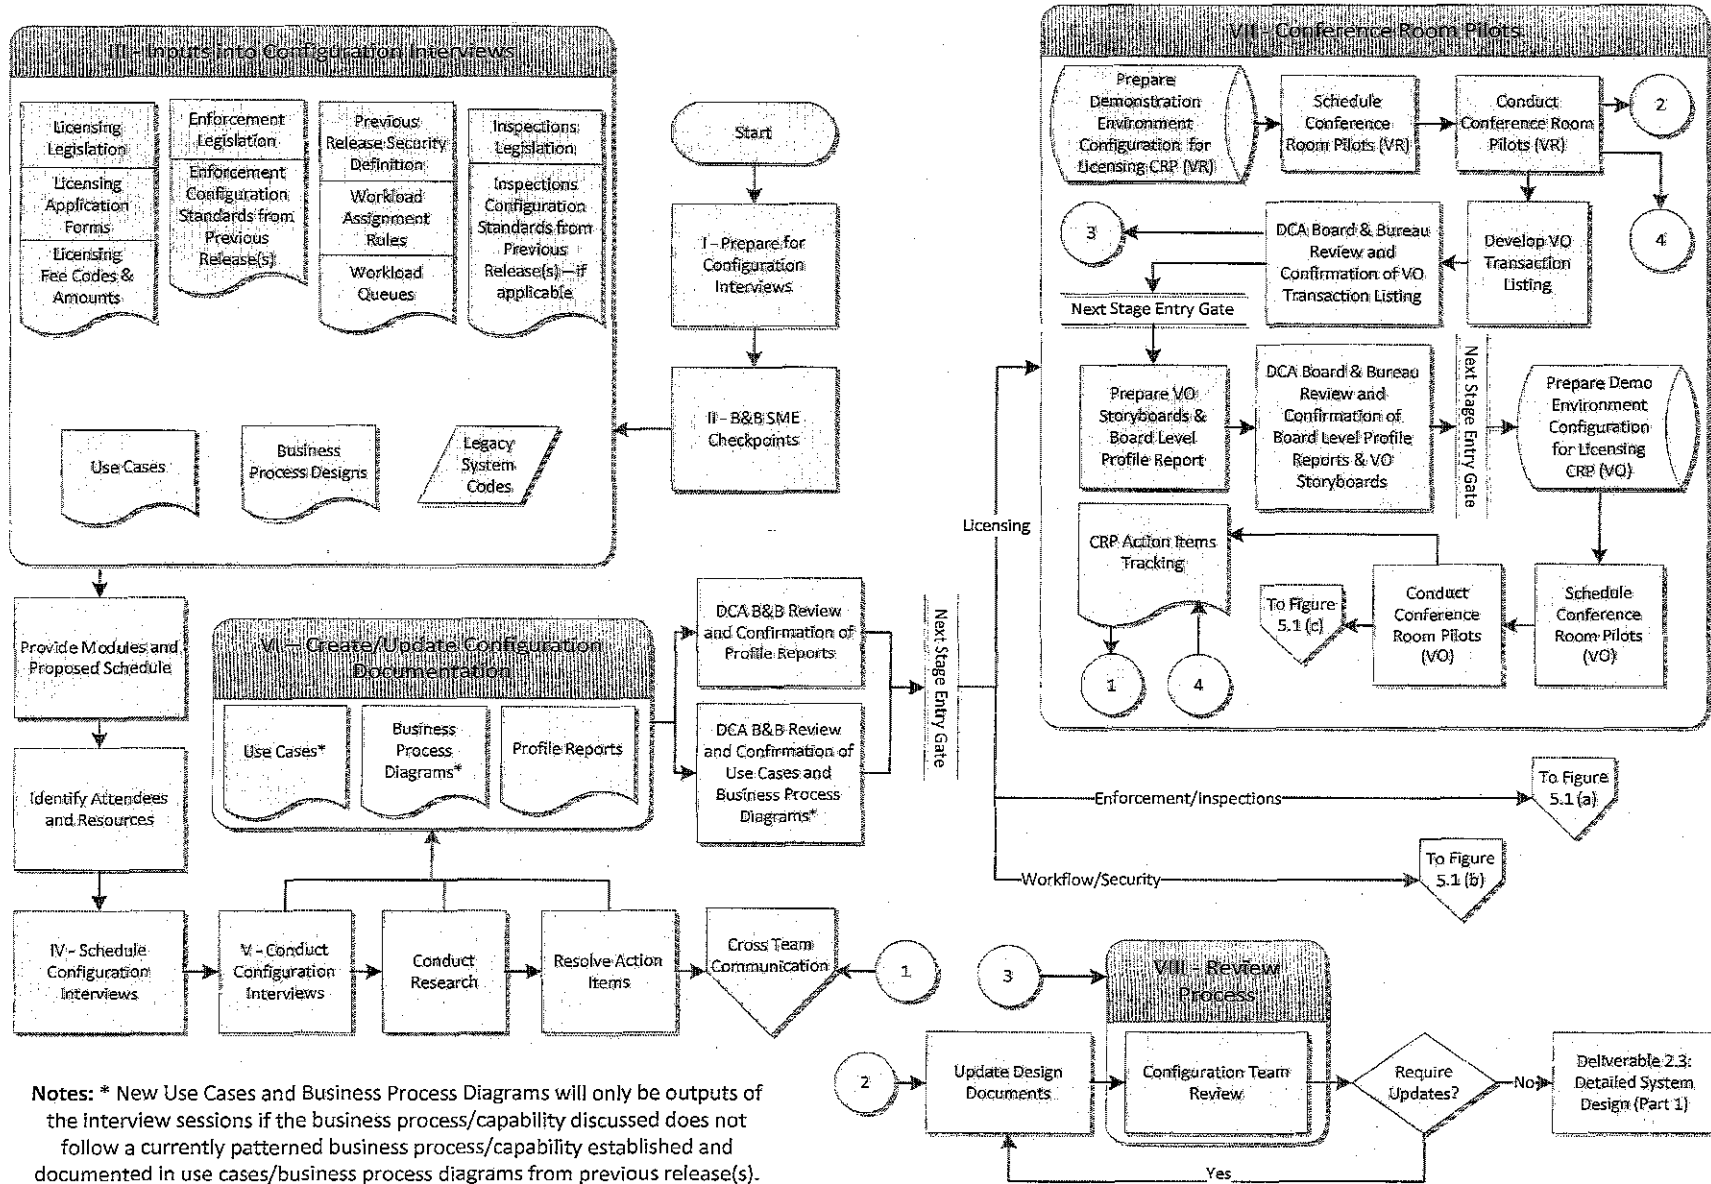 III - Inputs into Configuration Interviews
Licensing
Legislation
Licensing
Application
Forms
Licensing
Fee Codes &
Amounts
Enforcement
Legislation
Enforcement
Configuration
Standards from
Previous
Release(s)
Previous
Release Security
Definition
Workload
Assignment
Rules
Workload
Queues
Inspections
Legislation
Inspections
Configuration
Standards from
Previous
Release(s) – if
applicable
Use Cases
Business
Process Designs
Legacy
System
Codes
Start
I - Prepare for
Configuration
Interviews
II - B&B SME
Checkpoints
Provide Modules and
Proposed Schedule
Identify Attendees
and Resources
IV - Schedule
Configuration
Interviews
V - Conduct
Configuration
Interviews
Conduct
Research
Resolve Action
Items
Cross Team
Communication
1
VI – Create/Update Configuration
Documentation
Use Cases*
Business
Process
Diagrams*
Profile Reports
DCA B&B Review
and Confirmation of
Profile Reports
DCA B&B Review
and Confirmation of
Use Cases and
Business Process
Diagrams*
Next Stage Entry Gate
Licensing
Enforcement/Inspections
To Figure
5.1 (a)
Workflow/Security
To Figure
5.1 (b)
VII - Conference Room Pilots
Prepare
Demonstration
Environment
Configuration for
Licensing CRP (VR)
Schedule
Conference
Room Pilots (VR)
Conduct
Conference Room
Pilots (VR)
2
4
3
DCA Board & Bureau
Review and
Confirmation of VO
Transaction Listing
Develop VO
Transaction
Listing
Next Stage Entry Gate
Prepare VO
Storyboards &
Board Level
Profile Report
DCA Board & Bureau
Review and
Confirmation of
Board Level Profile
Reports & VO
Storyboards
Next Stage Entry Gate
Prepare Demo
Environment
Configuration
for Licensing
CRP (VO)
CRP Action Items
Tracking
1
4
To Figure
5.1 (c)
Conduct
Conference
Room Pilots
(VO)
Schedule
Conference
Room Pilots
(VO)
3
VIII - Review
Process
2
Update Design
Documents
Configuration Team
Review
Require
Updates?
No
Yes
Deliverable 2.3:
Detailed System
Design (Part 1)
Notes: * New Use Cases and Business Process Diagrams will only be outputs of
the interview sessions if the business process/capability discussed does not
follow a currently patterned business process/capability established and
documented in use cases/business process diagrams from previous release(s).